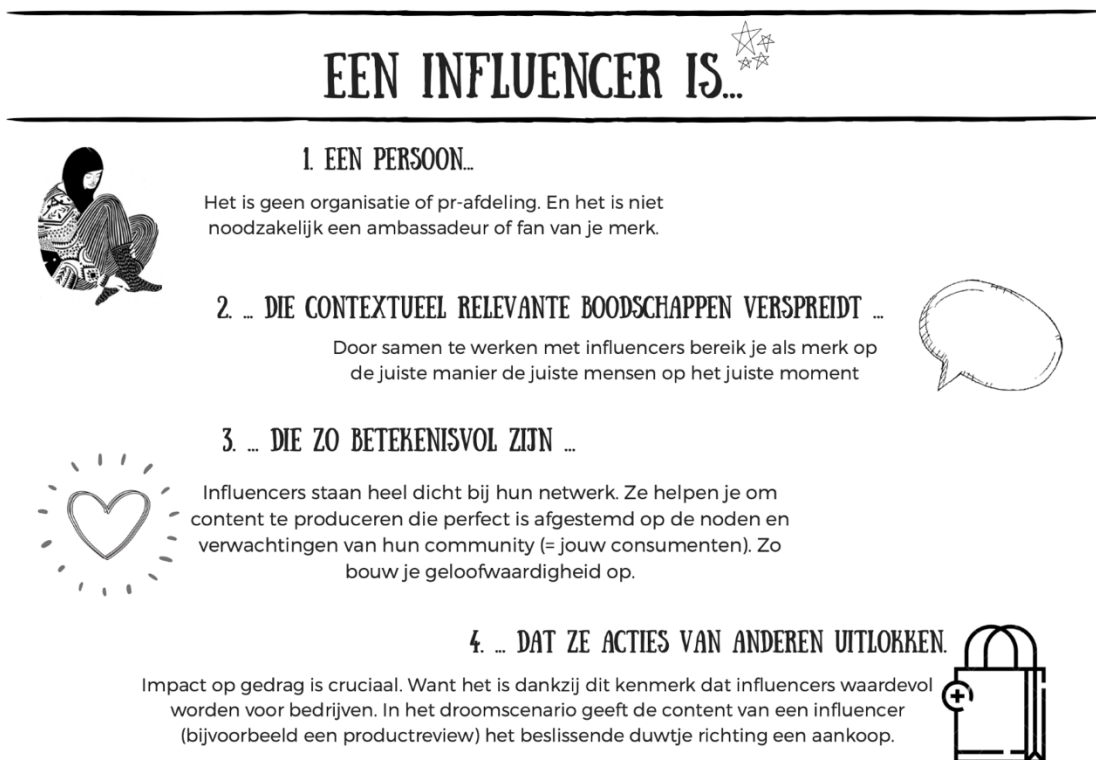 EEN INFLUENCER IS...
1. EEN PERSOON...
Het is geen organisatie of pr-afdeling. En het is niet
noodzakelijk een ambassadeur of fan van je merk.
2. ... DIE CONTEXTUEEL RELEVANTE BOODSCHAPPEN VERSPREIDT ...
Door samen te werken met influencers bereik je als merk op
de juiste manier de juiste mensen op het juiste moment
3. ... DIE ZO BETEKENISVOL ZIJN ...
Influencers staan heel dicht bij hun netwerk. Ze helpen je om
content te produceren die perfect is afgestemd op de noden en
verwachtingen van hun community (= jouw consumenten). Zo
bouw je geloofwaardigheid op.
4. ... DAT ZE ACTIES VAN ANDEREN UITLOKKEN.
Impact op gedrag is cruciaal. Want het is dankzij dit kenmerk dat influencers waardevol
worden voor bedrijven. In het droomscenario geeft de content van een influencer
(bijvoorbeeld een productreview) het beslissende duwtje richting een aankoop.